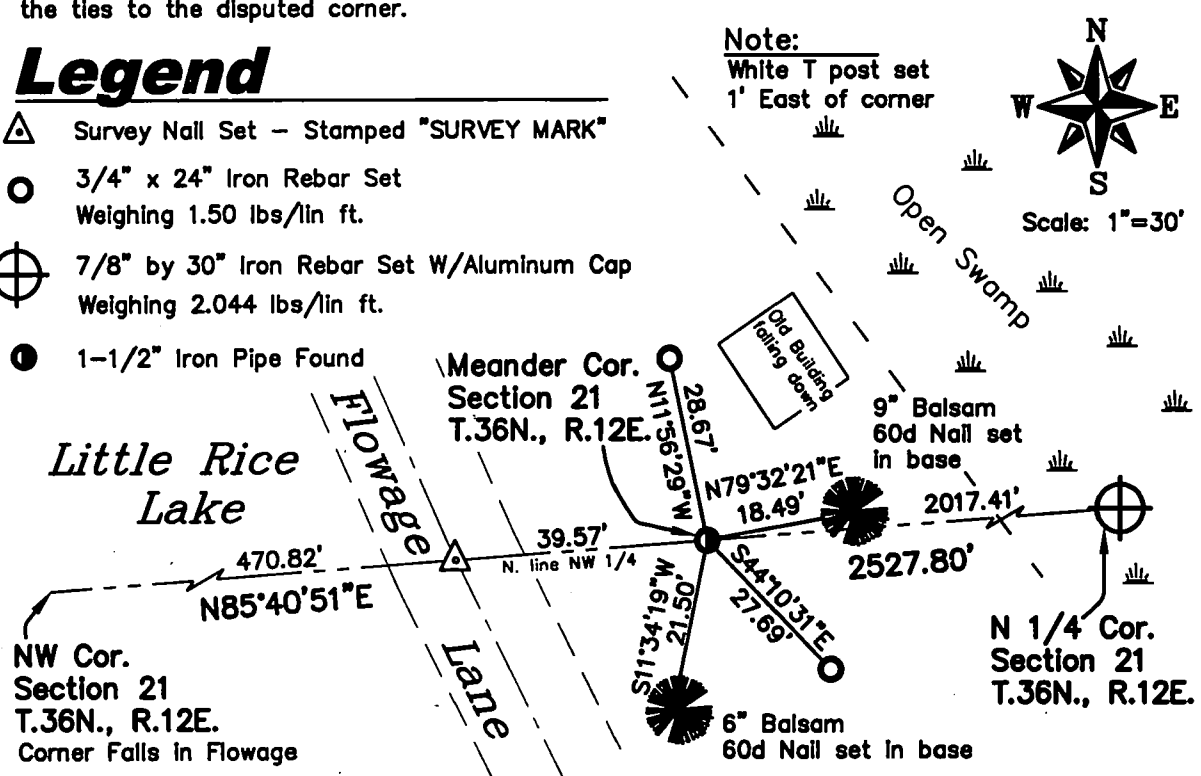 the ties to the disputed corner.
Legend
Survey Nail Set - Stamped "SURVEY MARK"
3/4" x 24" Iron Rebar Set
Weighing 1.50 lbs/lin ft.
7/8" by 30" Iron Rebar Set W/Aluminum Cap
Weighing 2.044 lbs/lin ft.
1-1/2" Iron Pipe Found
Note:
White T post set
1' East of corner
N
W
E
S
Scale: 1"=30'
Open Swamp
Old Building
falling down
Meander Cor.
Section 21
T.36N., R.12E.
28.67'
N11°56'29"W
9" Balsam
60d Nail set
in base
N79°32'21"E
18.49'
2017.41'
2527.80'
Little Rice
Lake
Flowage
Lane
470.82'
N85°40'51"E
39.57'
N. line NW 1/4
S11°34'19"W
21.50'
S44°10'31"E
27.69'
NW Cor.
Section 21
T.36N., R.12E.
Corner Falls in Flowage
6" Balsam
60d Nail set in base
N 1/4 Cor.
Section 21
T.36N., R.12E.